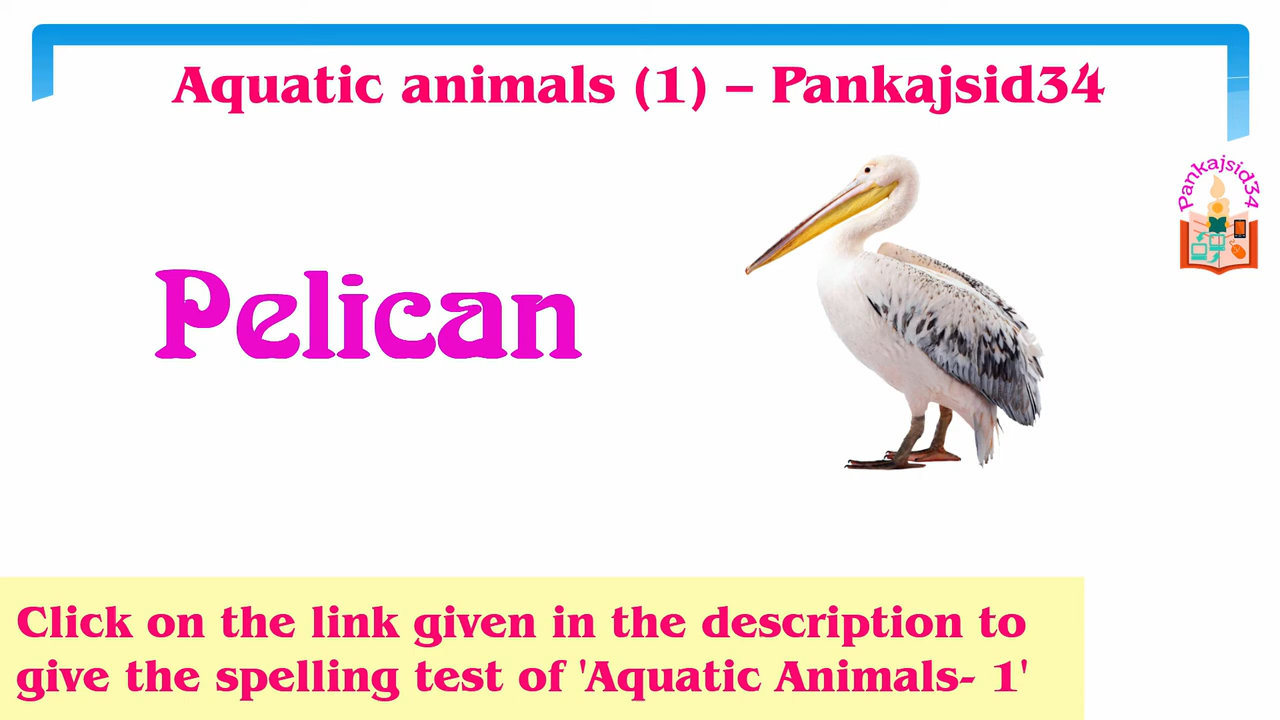 Aquatic animals (1) – Pankajsid34
Pankajsid34
Pelican
Click on the link given in the description to
give the spelling test of 'Aquatic Animals- 1'